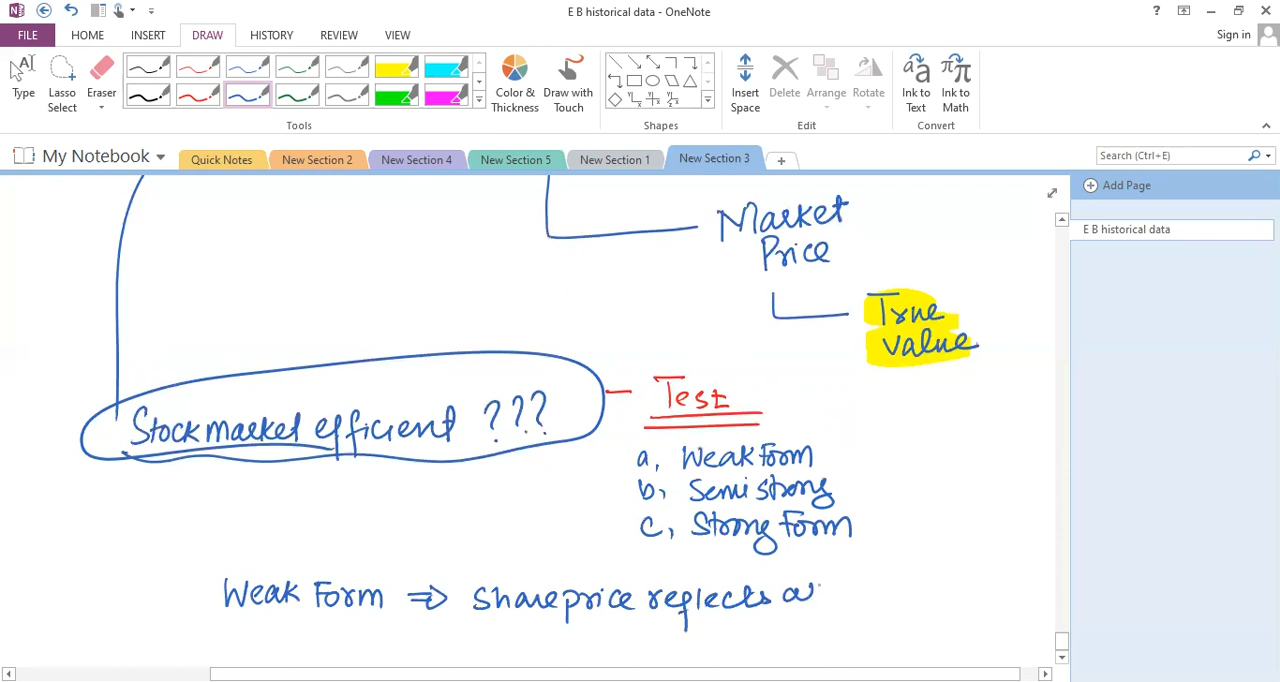 E B historical data - OneNote
?
FILE HOME INSERT DRAW HISTORY REVIEW VIEW
Sign in
Type
Lasso Select
Eraser
Color & Thickness
Draw with Touch
Insert Space
Delete
Arrange
Rotate
Ink to Text
Ink to Math
Tools
Shapes
Edit
Convert
My Notebook
Quick Notes New Section 2 New Section 4 New Section 5 New Section 1 New Section 3
Search (Ctrl+E)
Add Page
E B historical data
Market
Price
True
value
Stock market efficient ???
Test
a, Weak Form
b, Semi strong
c, Strong Form
Weak Form ⇒ share price reflects